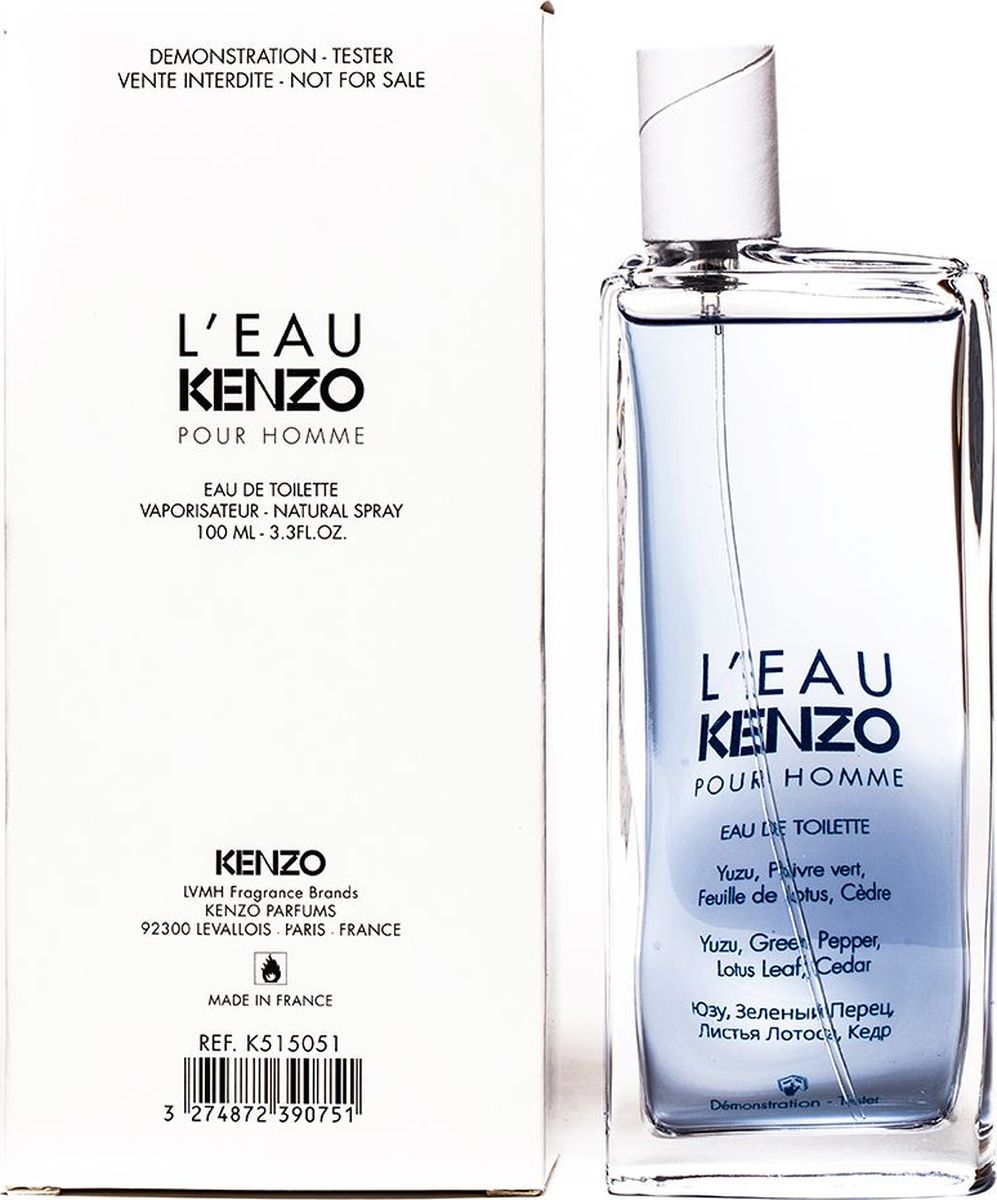 DEMONSTRATION - TESTER
VENTE INTERDITE - NOT FOR SALE
L'EAU
KENZO
POUR HOMME
EAU DE TOILETTE
VAPORISATEUR - NATURAL SPRAY
100 ML - 3.3FL.OZ.
KENZO
LVMH Fragrance Brands
KENZO PARFUMS
92300 LEVALLOIS . PARIS . FRANCE
MADE IN FRANCE
REF. K515051
3 274872 390751
L'EAU
KENZO
POUR HOMME
EAU DE TOILETTE
Yuzu, Poivre vert,
Feuille de Lotus, Cèdre
Yuzu, Green Pepper,
Lotus Leaf, Cedar
Юзу, Зеленый Перец,
Листья Лотоса, Кедр
Démonstration - Tester